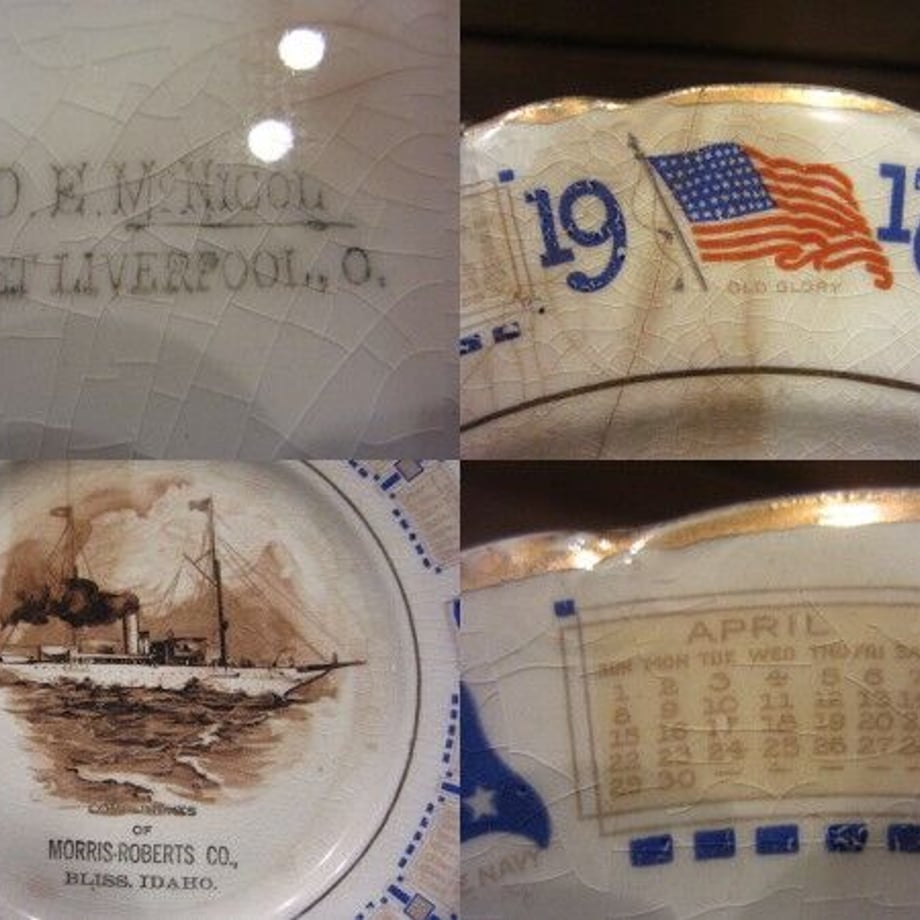 D. E. McNICOL
LIVERPOOL, O.
19
OLD GLORY
OF
MORRIS-ROBERTS CO.,
BLISS, IDAHO.
APRIL
SUN MON TUE WED THU FRI
1 2 3 4 5 6
8 9 10 11 12 13
15 16 17 18 19 20
22 23 24 25 26 27
29 30
NAVY